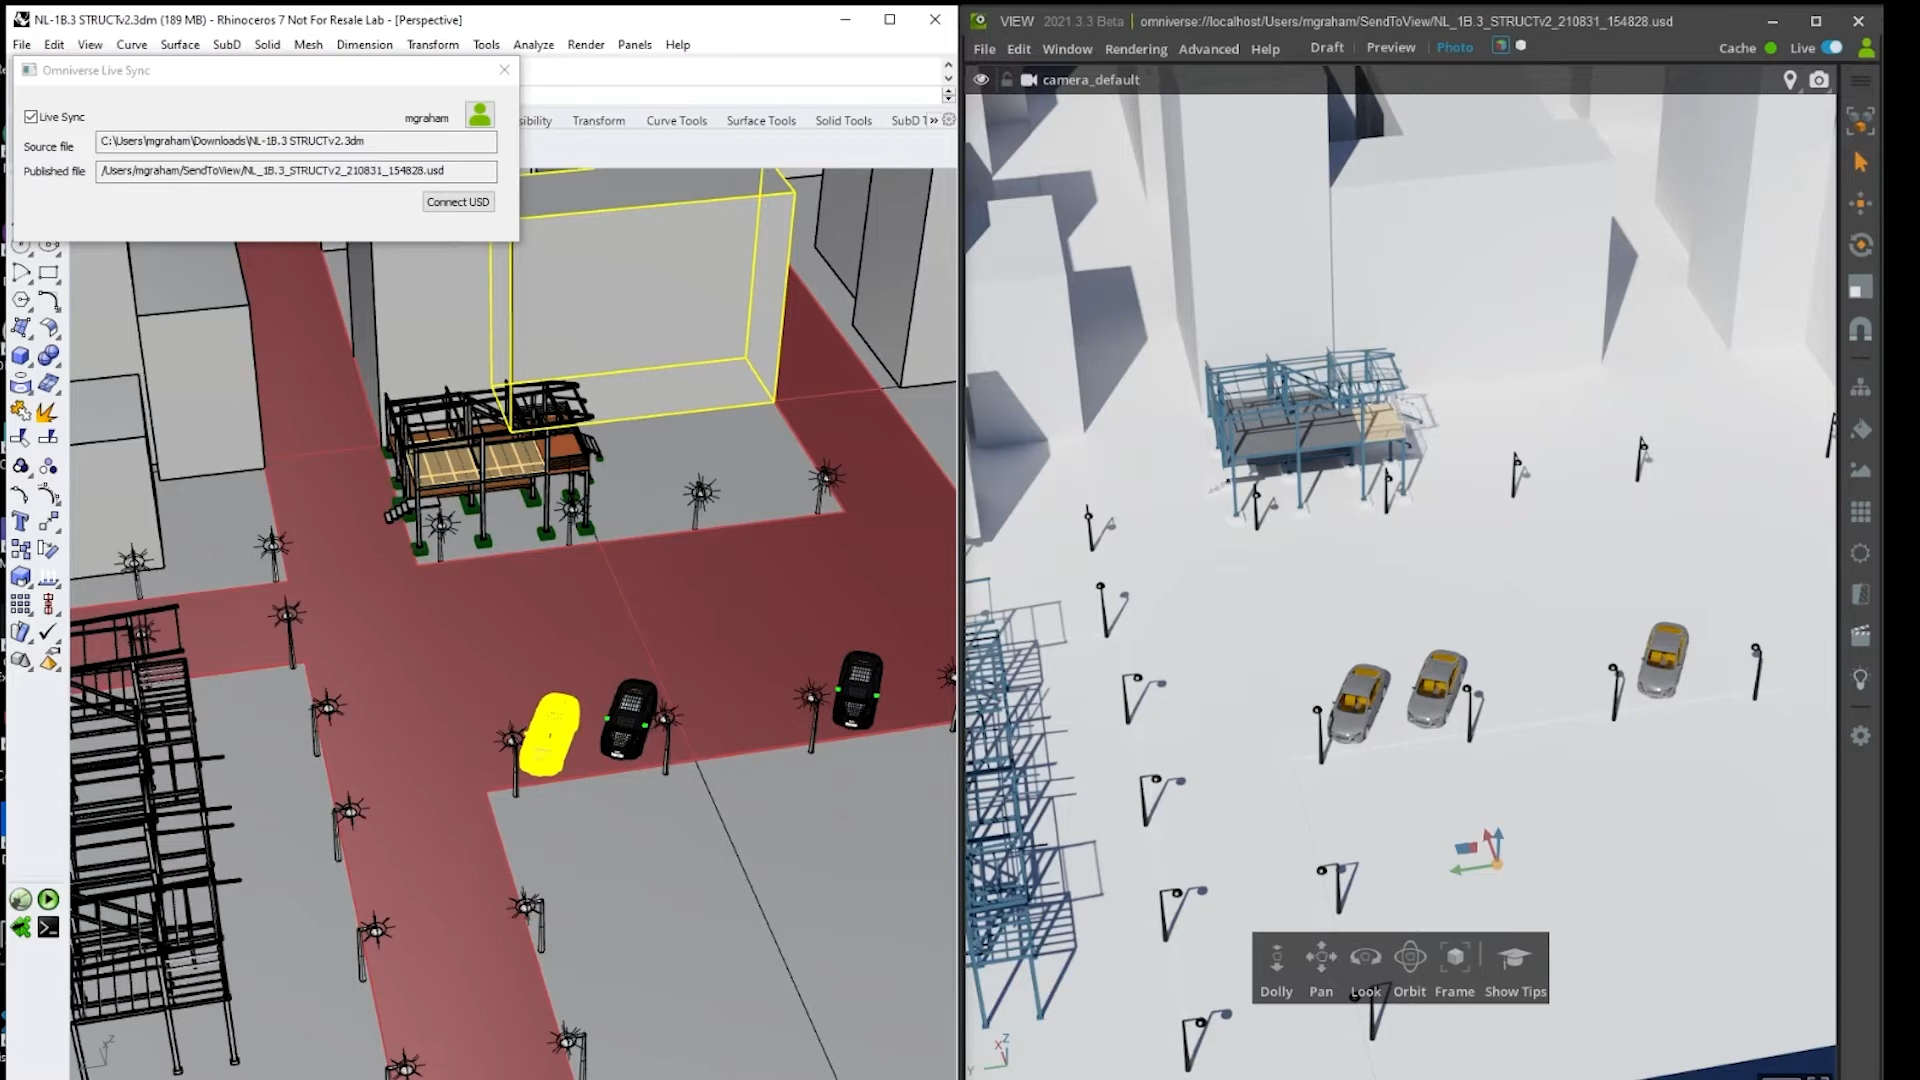 NL-1B.3 STRUCTv2.3dm (189 MB) - Rhinoceros 7 Not For Resale Lab - [Perspective]
File Edit View Curve Surface SubD Solid Mesh Dimension Transform Tools Analyze Render Panels Help
Omniverse Live Sync
Live Sync
mgraham
Source file
C:\Users\mgraham\Downloads\NL-1B.3 STRUCTv2.3dm
Published file
/Users/mgraham/SendToView/NL_1B.3_STRUCTv2_210831_154828.usd
Connect USD
sibility Transform Curve Tools Surface Tools Solid Tools SubD T »
VIEW 2021.3.3 Beta | omniverse://localhost/Users/mgraham/SendToView/NL_1B.3_STRUCTv2_210831_154828.usd
File Edit Window Rendering Advanced Help Draft Preview Photo Cache Live
camera_default
Dolly Pan Look Orbit Frame Show Tips
Z
X
Y